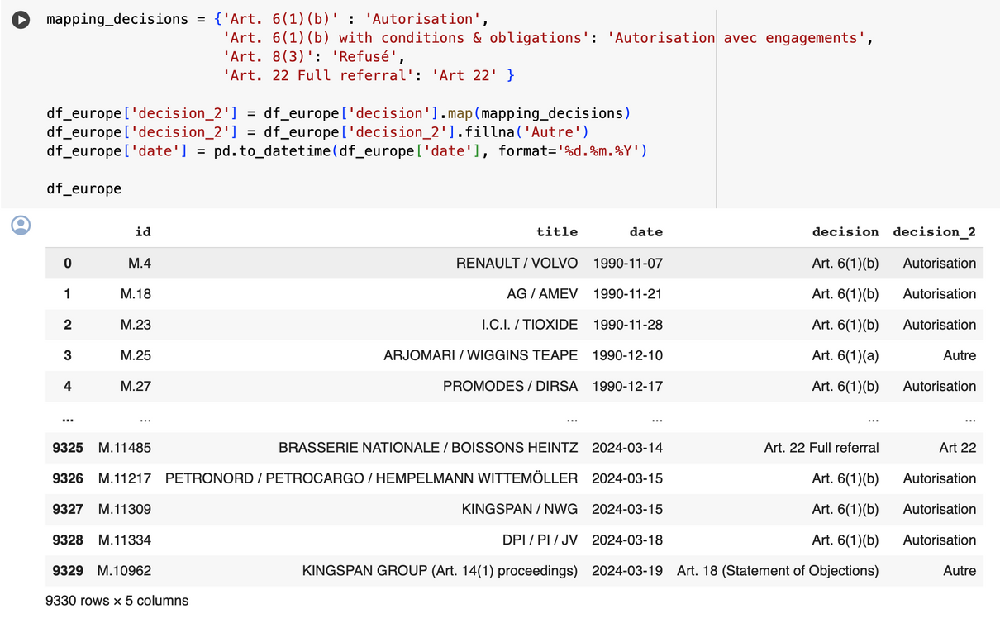 mapping_decisions = {'Art. 6(1)(b)' : 'Autorisation',
'Art. 6(1)(b) with conditions & obligations': 'Autorisation avec engagements',
'Art. 8(3)': 'Refusé',
'Art. 22 Full referral': 'Art 22' }
df_europe['decision_2'] = df_europe['decision'].map(mapping_decisions)
df_europe['decision_2'] = df_europe['decision_2'].fillna('Autre')
df_europe['date'] = pd.to_datetime(df_europe['date'], format='%d.%m.%Y')
df_europe
id title date decision decision_2
0 M.4 RENAULT / VOLVO 1990-11-07 Art. 6(1)(b) Autorisation
1 M.18 AG / AMEV 1990-11-21 Art. 6(1)(b) Autorisation
2 M.23 I.C.I. / TIOXIDE 1990-11-28 Art. 6(1)(b) Autorisation
3 M.25 ARJOMARI / WIGGINS TEAPE 1990-12-10 Art. 6(1)(a) Autre
4 M.27 PROMODES / DIRSA 1990-12-17 Art. 6(1)(b) Autorisation
... ... ... ... ... ...
9325 M.11485 BRASSERIE NATIONALE / BOISSONS HEINTZ 2024-03-14 Art. 22 Full referral Art 22
9326 M.11217 PETRONORD / PETROCARGO / HEMPELMANN WITTEMÖLLER 2024-03-15 Art. 6(1)(b) Autorisation
9327 M.11309 KINGSPAN / NWG 2024-03-15 Art. 6(1)(b) Autorisation
9328 M.11334 DPI / PI / JV 2024-03-18 Art. 6(1)(b) Autorisation
9329 M.10962 KINGSPAN GROUP (Art. 14(1) proceedings) 2024-03-19 Art. 18 (Statement of Objections) Autre
9330 rows × 5 columns